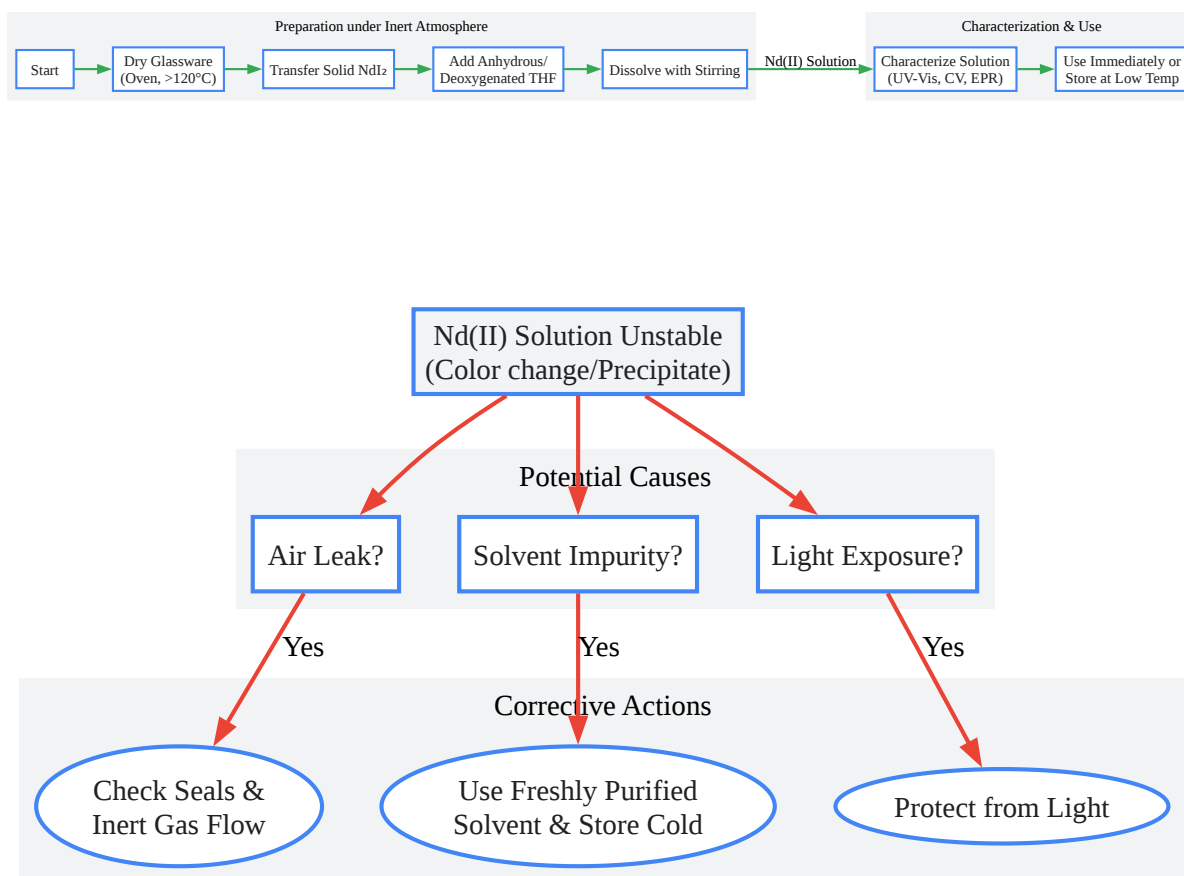 Preparation under Inert Atmosphere
Characterization & Use
Start
Dry Glassware
(Oven, >120°C)
Transfer Solid NdI₂
Add Anhydrous/
Deoxygenated THF
Dissolve with Stirring
Nd(II) Solution
Characterize Solution
(UV-Vis, CV, EPR)
Use Immediately or
Store at Low Temp
Nd(II) Solution Unstable
(Color change/Precipitate)
Potential Causes
Air Leak?
Solvent Impurity?
Light Exposure?
Yes
Yes
Yes
Corrective Actions
Check Seals &
Inert Gas Flow
Use Freshly Purified
Solvent & Store Cold
Protect from Light